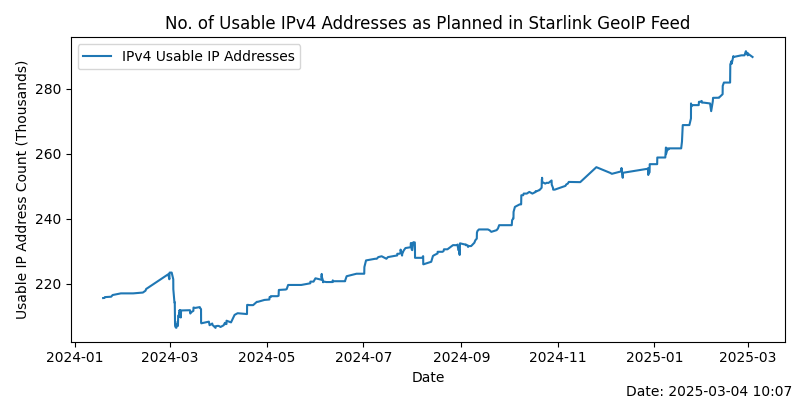 No. of Usable IPv4 Addresses as Planned in Starlink GeoIP Feed
IPv4 Usable IP Addresses
Usable IP Address Count (Thousands)
280
260
240
220
2024-01 2024-03 2024-05 2024-07 2024-09 2024-11 2025-01 2025-03
Date
Date: 2025-03-04 10:07